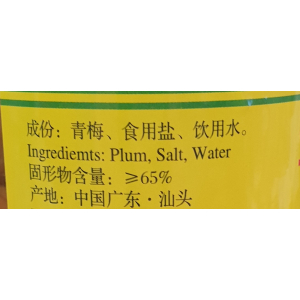 成份：青梅、食用盐、饮用水。
Ingrediemts: Plum, Salt, Water
固形物含量：≥65%
产地：中国广东·汕头